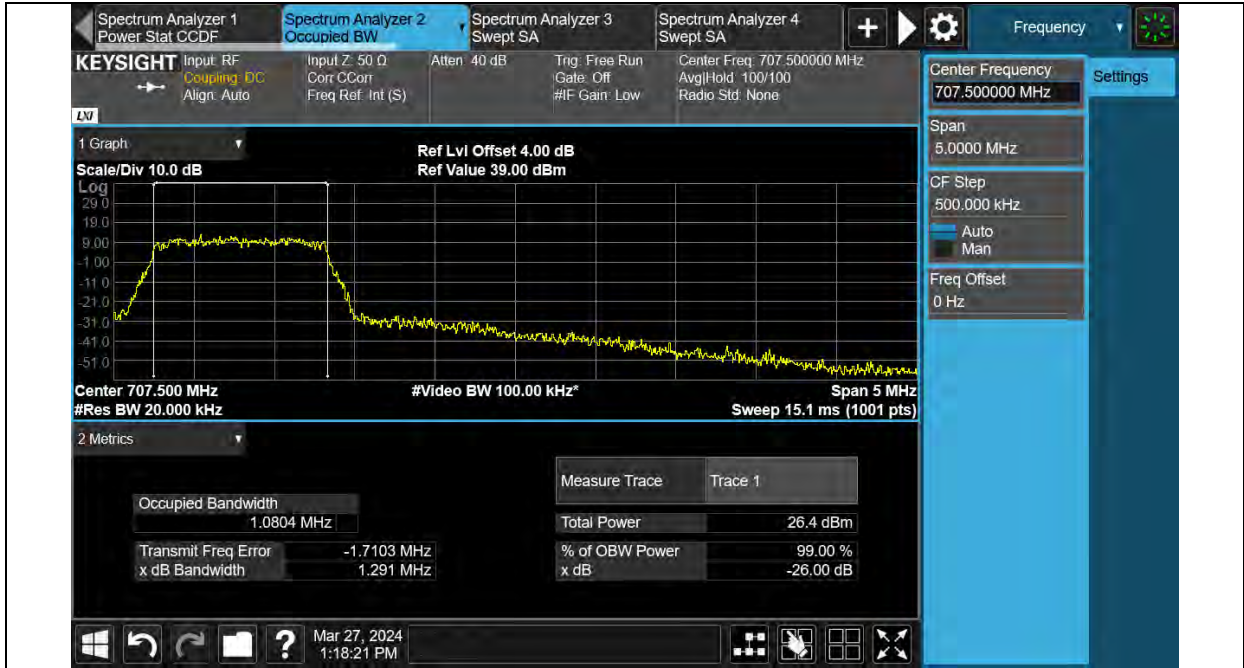 Spectrum Analyzer 1
Power Stat CCDF
Spectrum Analyzer 2
Occupied BW
Spectrum Analyzer 3
Swept SA
Spectrum Analyzer 4
Swept SA
+
Frequency
KEYSIGHT
Input: RF
Coupling: DC
Align: Auto
Input Z: 50 Ω
Corr CCorr
Freq Ref: Int (S)
Atten: 40 dB
Trig: Free Run
Gate: Off
#IF Gain: Low
Center Freq: 707.500000 MHz
Avg|Hold: 100/100
Radio Std: None
LXI
Center Frequency
707.500000 MHz
Settings
Span
5.0000 MHz
CF Step
500.000 kHz
Auto
Man
Freq Offset
0 Hz
1 Graph
Scale/Div 10.0 dB
Ref Lvl Offset 4.00 dB
Ref Value 39.00 dBm
Log
29.0
19.0
9.00
-1.00
-11.0
-21.0
-31.0
-41.0
-51.0
Center 707.500 MHz
#Video BW 100.00 kHz*
Span 5 MHz
#Res BW 20.000 kHz
Sweep 15.1 ms (1001 pts)
2 Metrics
Measure Trace Trace 1
Occupied Bandwidth
1.0804 MHz
Total Power 26.4 dBm
Transmit Freq Error -1.7103 MHz
% of OBW Power 99.00 %
x dB Bandwidth 1.291 MHz
x dB -26.00 dB
?
Mar 27, 2024
1:18:21 PM